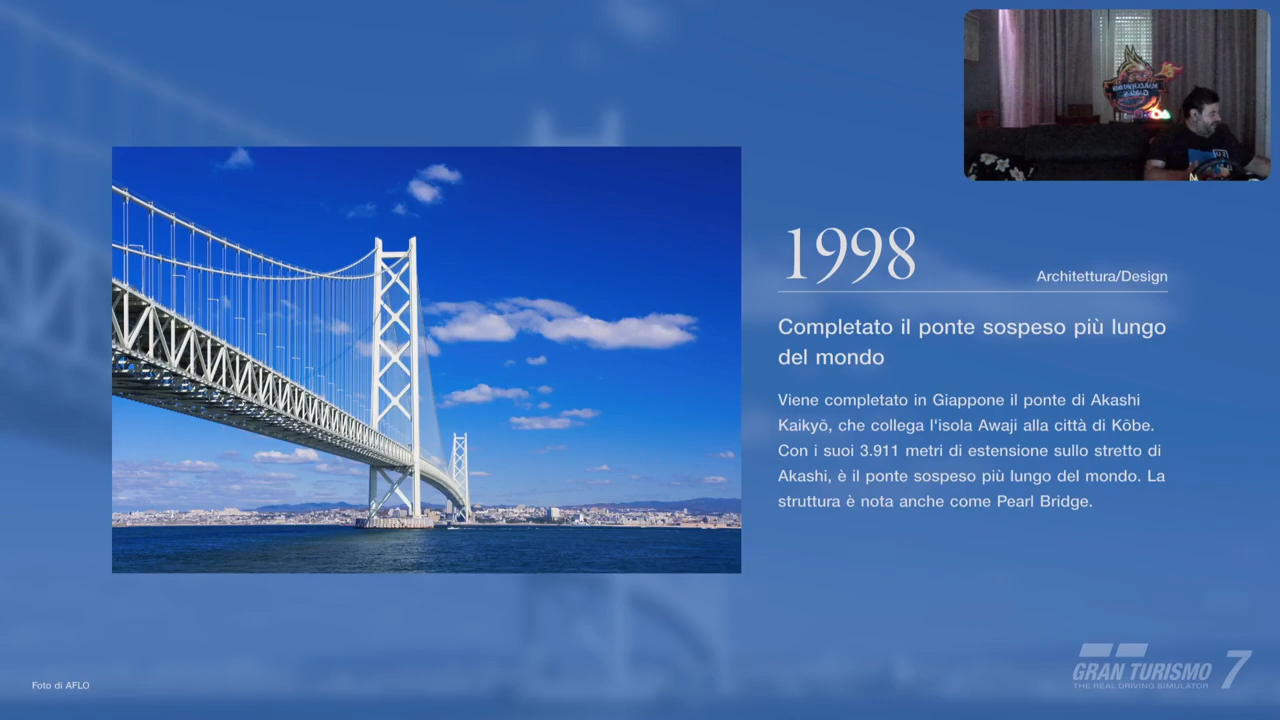 1998
Architettura/Design
Completato il ponte sospeso più lungo
del mondo
Viene completato in Giappone il ponte di Akashi
Kaikyō, che collega l'isola Awaji alla città di Kōbe.
Con i suoi 3.911 metri di estensione sullo stretto di
Akashi, è il ponte sospeso più lungo del mondo. La
struttura è nota anche come Pearl Bridge.
Foto di AFLO
GRAN TURISMO 7
THE REAL DRIVING SIMULATOR